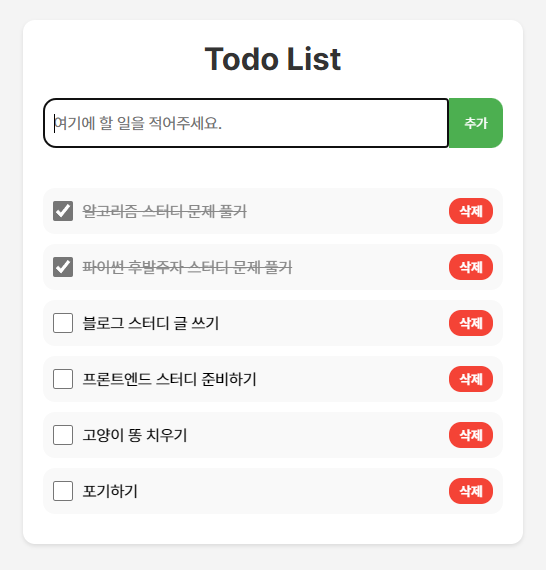 Todo List
여기에 할 일을 적어주세요.
추가
알고리즘 스터디 문제 풀기
삭제
파이썬 후발주자 스터디 문제 풀기
삭제
블로그 스터디 글 쓰기
삭제
프론트엔드 스터디 준비하기
삭제
고양이 똥 치우기
삭제
포기하기
삭제